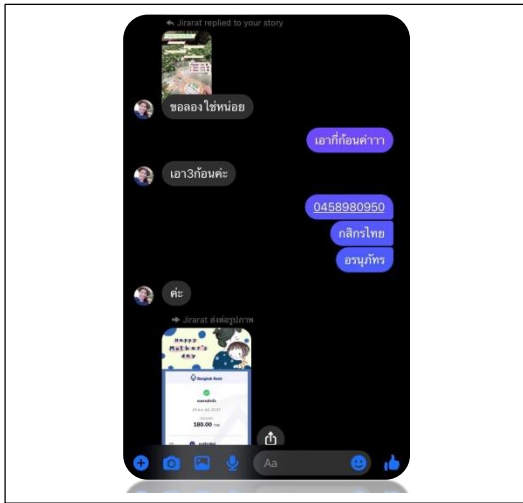 Jirarat replied to your story
ขอลองใช่หน่อย
เอากี่ก้อนค่าาา
เอา3ก้อนค่ะ
0458980950
กสิกรไทย
อรนุภัทร
ค่ะ
Jirarat ส่งต่อรูปภาพ
Happy
Mother's
day
Bangkok Bank
180.00
Aa